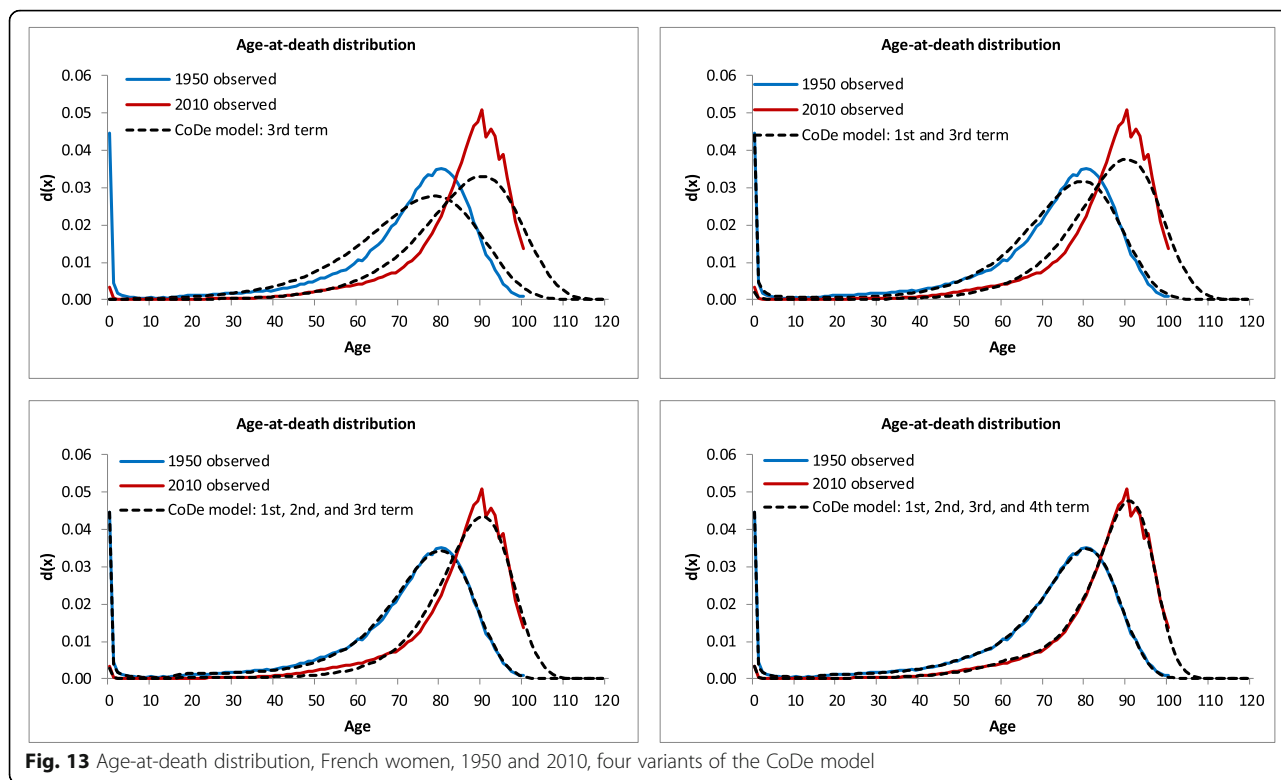 Age-at-death distribution
0.06
0.05
0.04
0.03
0.02
0.01
0.00
d(x)
1950 observed
2010 observed
CoDe model: 3rd term
0 10 20 30 40 50 60 70 80 90 100 110 120
Age
Age-at-death distribution
0.06
0.05
0.04
0.03
0.02
0.01
0.00
d(x)
1950 observed
2010 observed
CoDe model: 1st and 3rd term
0 10 20 30 40 50 60 70 80 90 100 110 120
Age
Age-at-death distribution
0.06
0.05
0.04
0.03
0.02
0.01
0.00
d(x)
1950 observed
2010 observed
CoDe model: 1st, 2nd, and 3rd term
0 10 20 30 40 50 60 70 80 90 100 110 120
Age
Age-at-death distribution
0.06
0.05
0.04
0.03
0.02
0.01
0.00
d(x)
1950 observed
2010 observed
CoDe model: 1st, 2nd, 3rd, and 4th term
0 10 20 30 40 50 60 70 80 90 100 110 120
Age
Fig. 13 Age-at-death distribution, French women, 1950 and 2010, four variants of the CoDe model